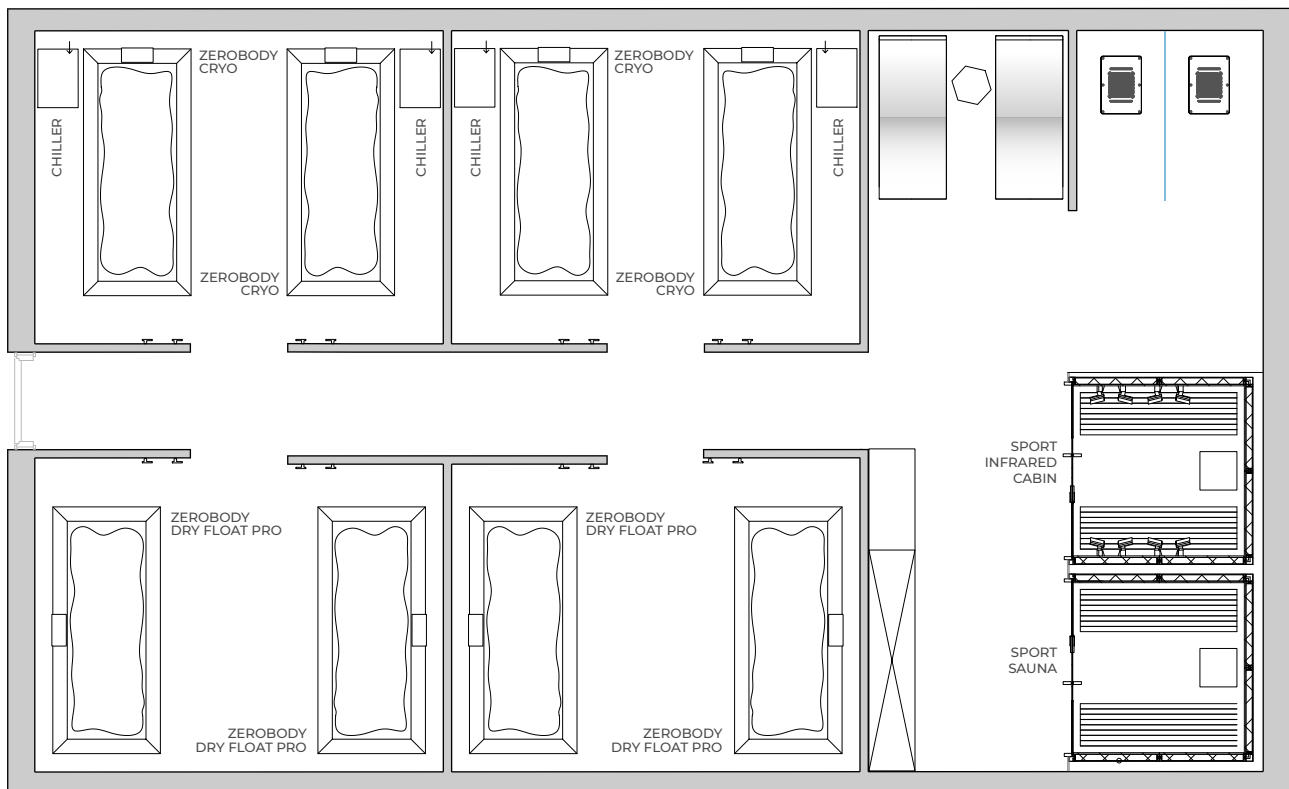 ZEROBODY
CRYO
ZEROBODY
CRYO
CHILLER
CHILLER
CHILLER
CHILLER
ZEROBODY
CRYO
ZEROBODY
CRYO
SPORT
INFRARED
CABIN
ZEROBODY
DRY FLOAT PRO
ZEROBODY
DRY FLOAT PRO
SPORT
SAUNA
ZEROBODY
DRY FLOAT PRO
ZEROBODY
DRY FLOAT PRO